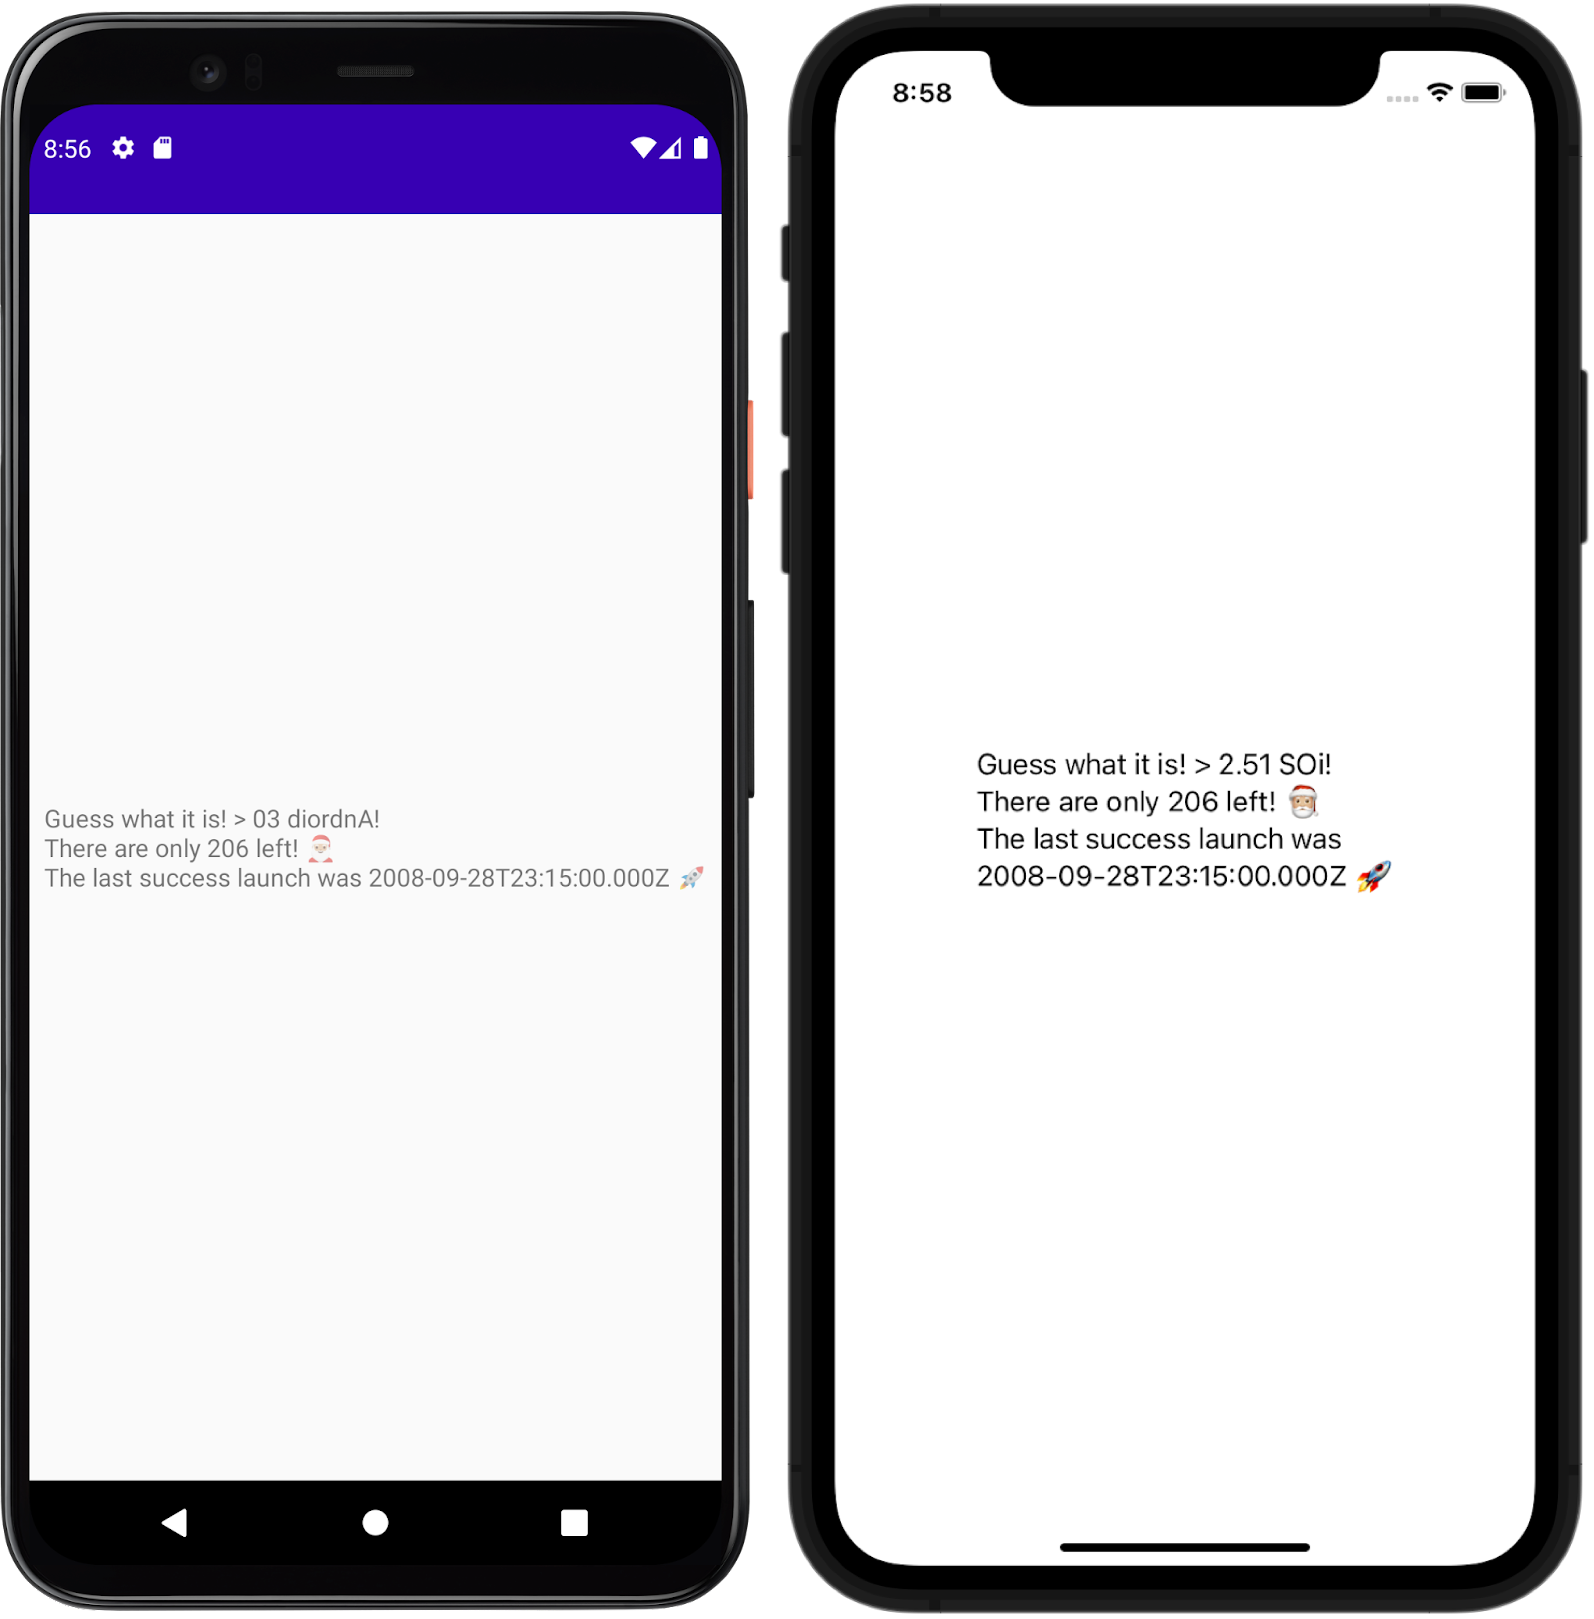 8:56
Guess what it is! > 03 diordnA!
There are only 206 left! 🎅🏼
The last success launch was 2008-09-28T23:15:00.000Z 🚀
8:58
Guess what it is! > 2.51 SOi!
There are only 206 left! 🎅🏼
The last success launch was
2008-09-28T23:15:00.000Z 🚀